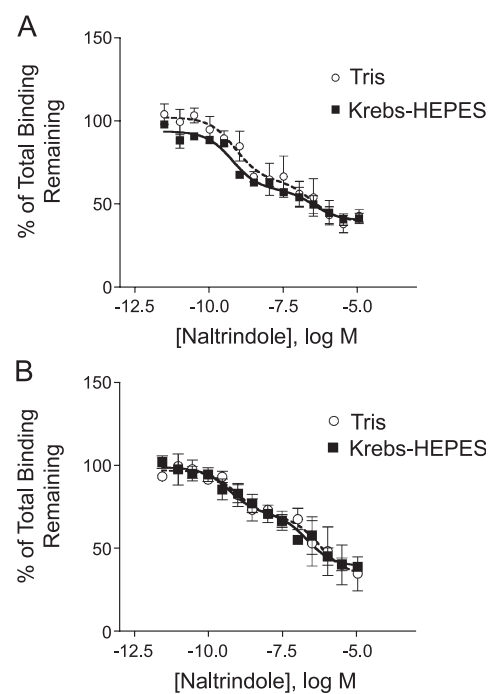 A
150
100
50
0
% of Total Binding
Remaining
Tris
Krebs-HEPES
-12.5 -10.0 -7.5 -5.0
[Naltrindole], log M
B
150
100
50
0
% of Total Binding
Remaining
Tris
Krebs-HEPES
-12.5 -10.0 -7.5 -5.0
[Naltrindole], log M